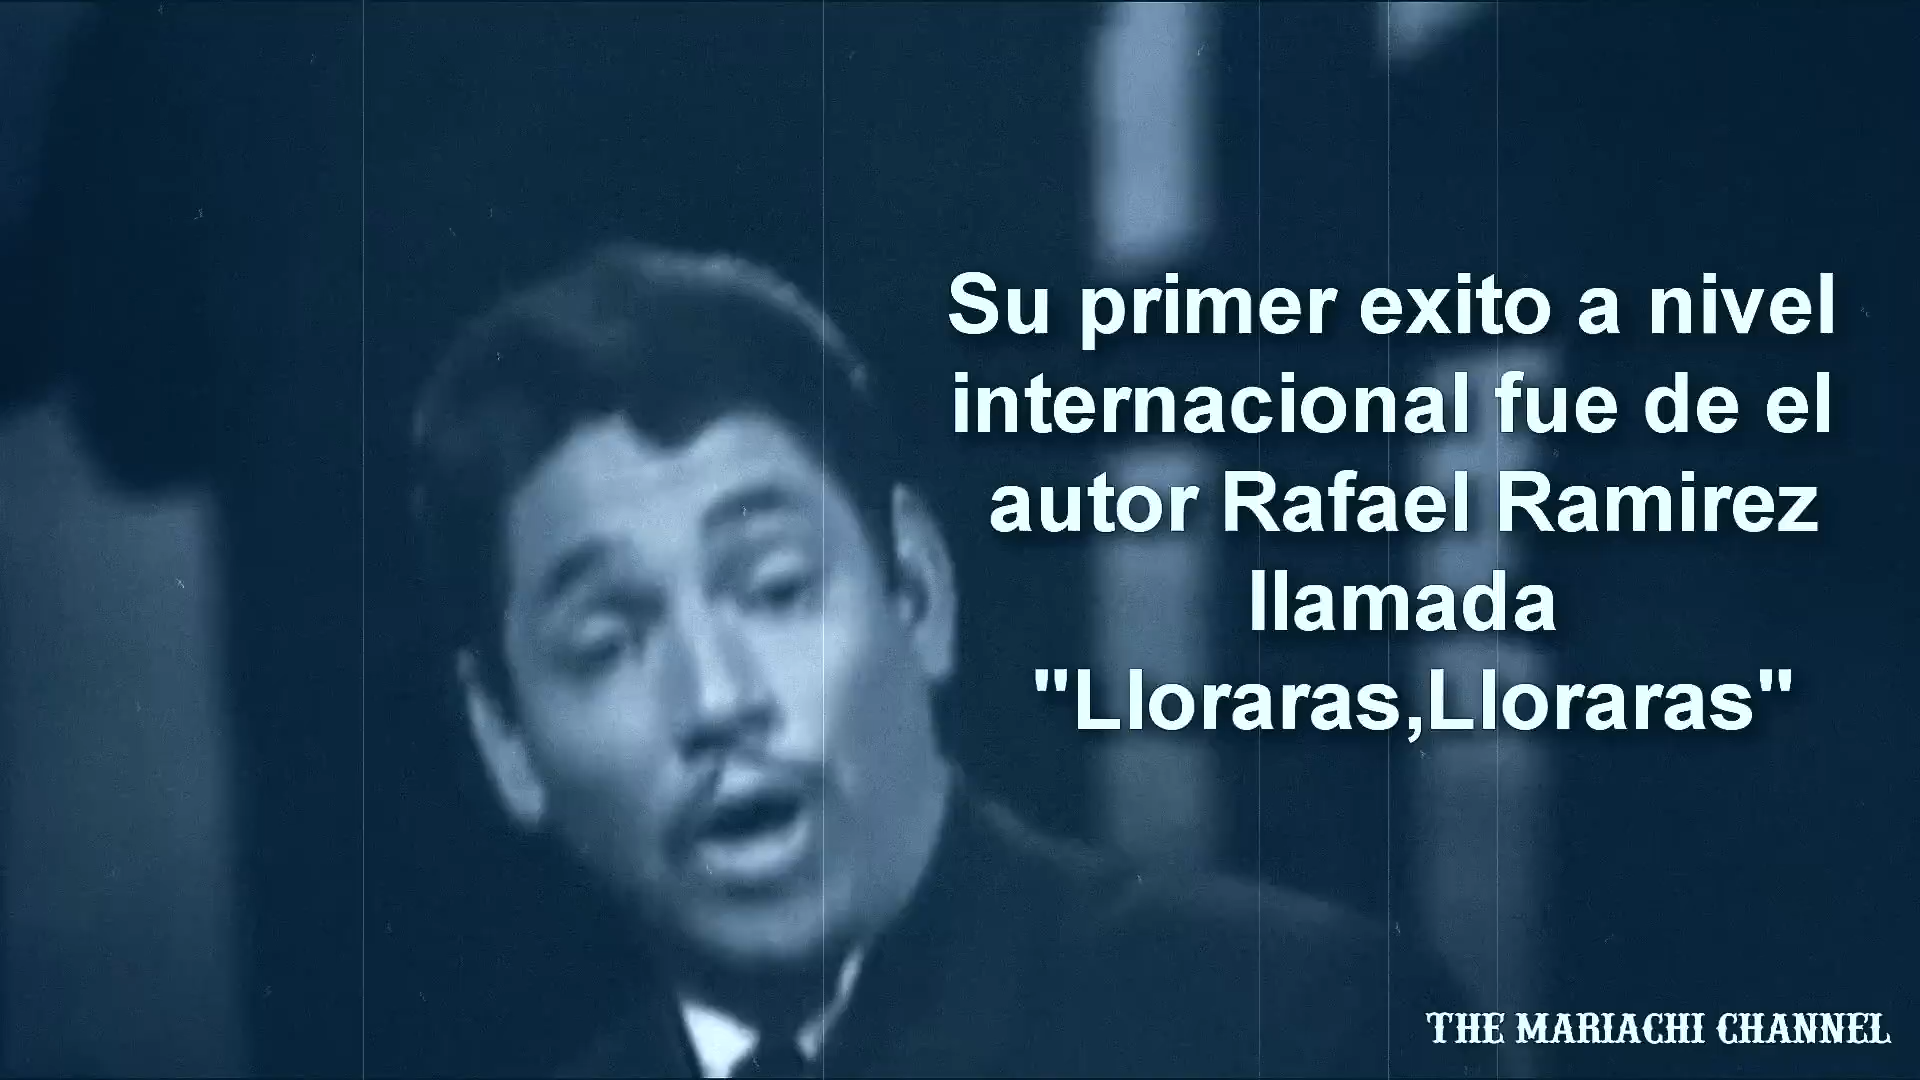 Su primer exito a nivel
internacional fue de el
autor Rafael Ramirez
llamada
"Lloraras,Lloraras"
THE MARIACHI CHANNEL